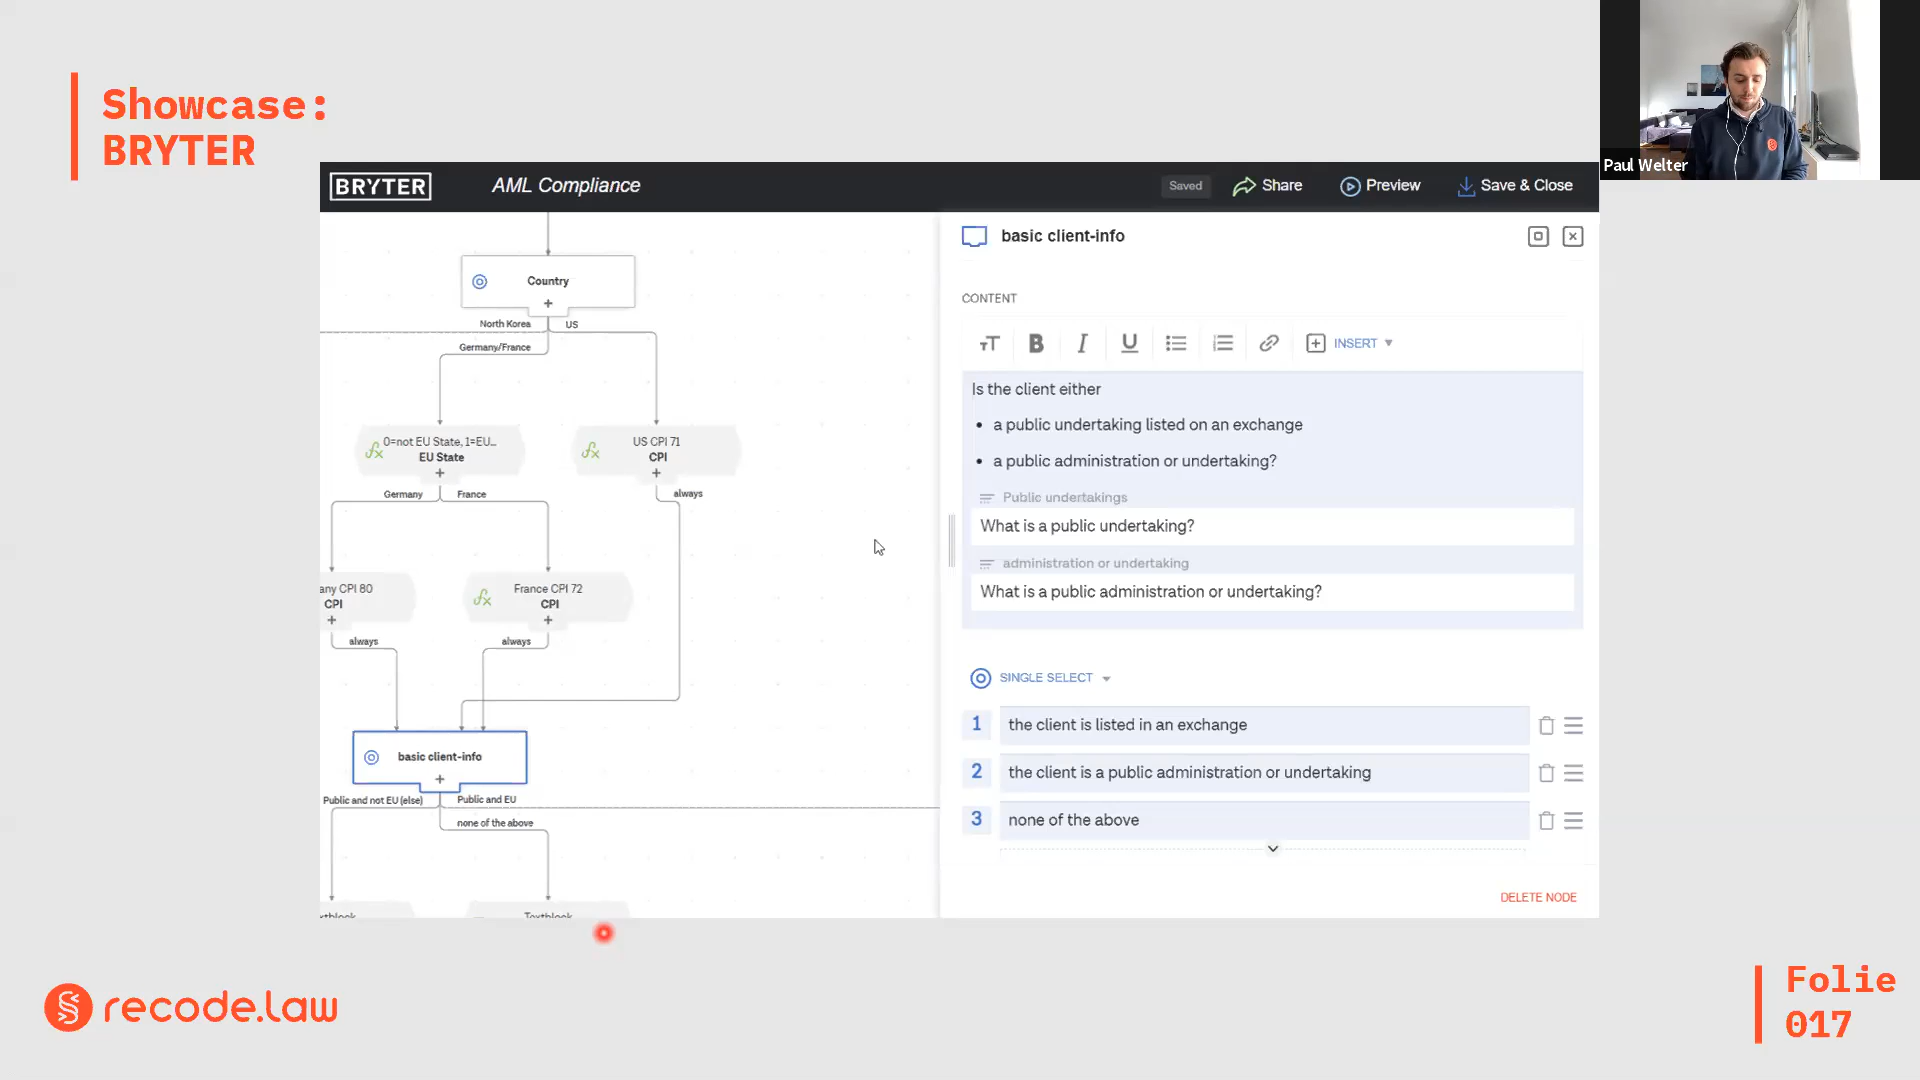 Showcase:
BRYTER
Paul Welter
BRYTER
AML Compliance
Saved
Share
Preview
Save & Close
Country
North Korea
US
Germany/France
0=not EU State, 1=EU...
EU State
US CPI 71
CPI
Germany
France
always
any CPI 80
CPI
France CPI 72
CPI
always
always
basic client-info
Public and not EU (else)
Public and EU
none of the above
Textblock
basic client-info
CONTENT
INSERT
Is the client either
• a public undertaking listed on an exchange
• a public administration or undertaking?
Public undertakings
What is a public undertaking?
administration or undertaking
What is a public administration or undertaking?
SINGLE SELECT
1 the client is listed in an exchange
2 the client is a public administration or undertaking
3 none of the above
DELETE NODE
recode.law
Folie
017